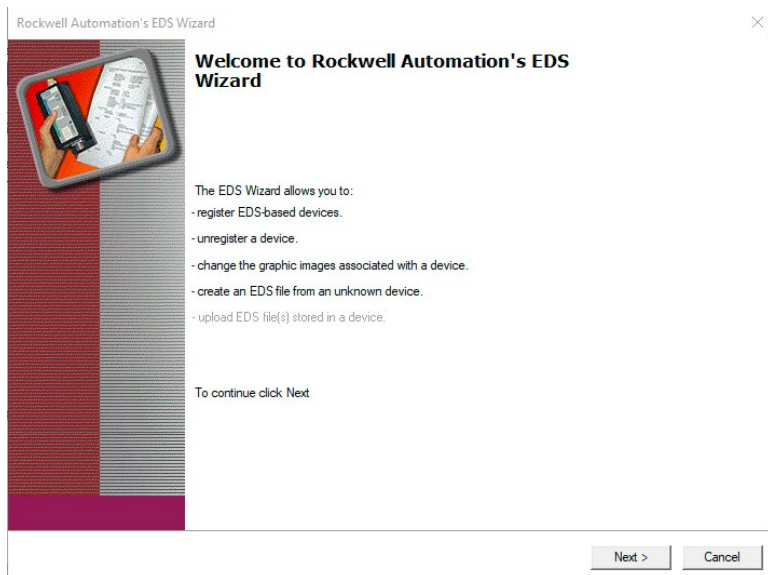 Rockwell Automation's EDS Wizard
Welcome to Rockwell Automation's EDS
Wizard
The EDS Wizard allows you to:
- register EDS-based devices.
- unregister a device.
- change the graphic images associated with a device.
- create an EDS file from an unknown device.
- upload EDS file(s) stored in a device.
To continue click Next
Next >
Cancel